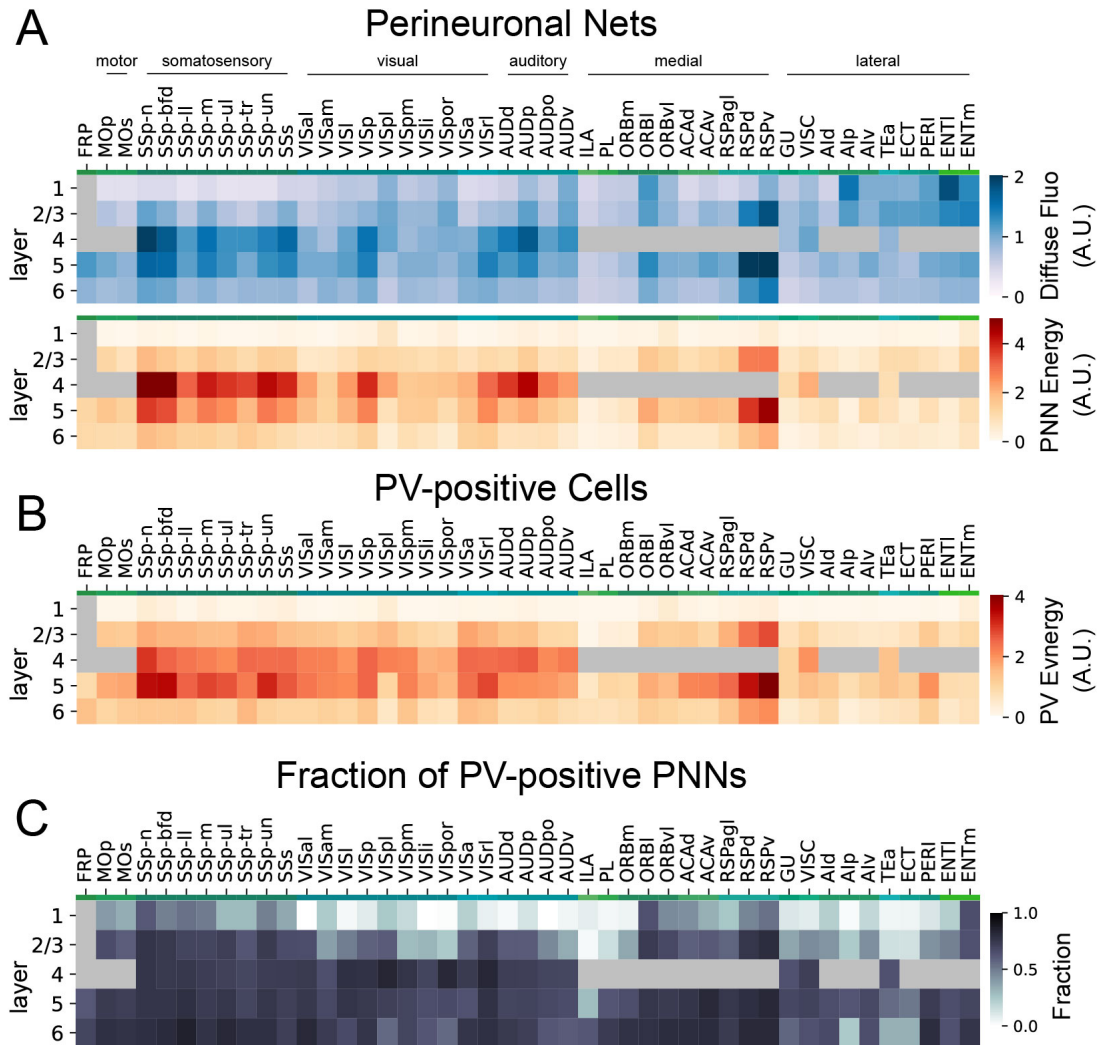 A
Perineuronal Nets
motor somatosensory visual auditory medial lateral
FRP MOp MOs SSp-n SSp-bfd SSp-ll SSp-m SSp-ul SSp-tr SSp-un SSs VISal VISam VISl VISp VISpl VISpm VISli VISpor VISa VISrl AUDd AUDp AUDpo AUDv ILA PL ORBm ORBl ORBvl ACAd ACAv RSPagl RSPd RSPv GU VISC AId AIp AIv TEa ECT PERI ENTl ENTm
layer
1
2/3
4
5
6
2
1
0
Diffuse Fluo
(A.U.)
layer
1
2/3
4
5
6
4
2
0
PNN Energy
(A.U.)
B
PV-positive Cells
FRP MOp MOs SSp-n SSp-bfd SSp-ll SSp-m SSp-ul SSp-tr SSp-un SSs VISal VISam VISl VISp VISpl VISpm VISli VISpor VISa VISrl AUDd AUDp AUDpo AUDv ILA PL ORBm ORBl ORBvl ACAd ACAv RSPagl RSPd RSPv GU VISC AId AIp AIv TEa ECT PERI ENTl ENTm
layer
1
2/3
4
5
6
4
2
0
PV Evnergy
(A.U.)
C
Fraction of PV-positive PNNs
FRP MOp MOs SSp-n SSp-bfd SSp-ll SSp-m SSp-ul SSp-tr SSp-un SSs VISal VISam VISl VISp VISpl VISpm VISli VISpor VISa VISrl AUDd AUDp AUDpo AUDv ILA PL ORBm ORBl ORBvl ACAd ACAv RSPagl RSPd RSPv GU VISC AId AIp AIv TEa ECT PERI ENTl ENTm
layer
1
2/3
4
5
6
1.0
0.5
0.0
Fraction